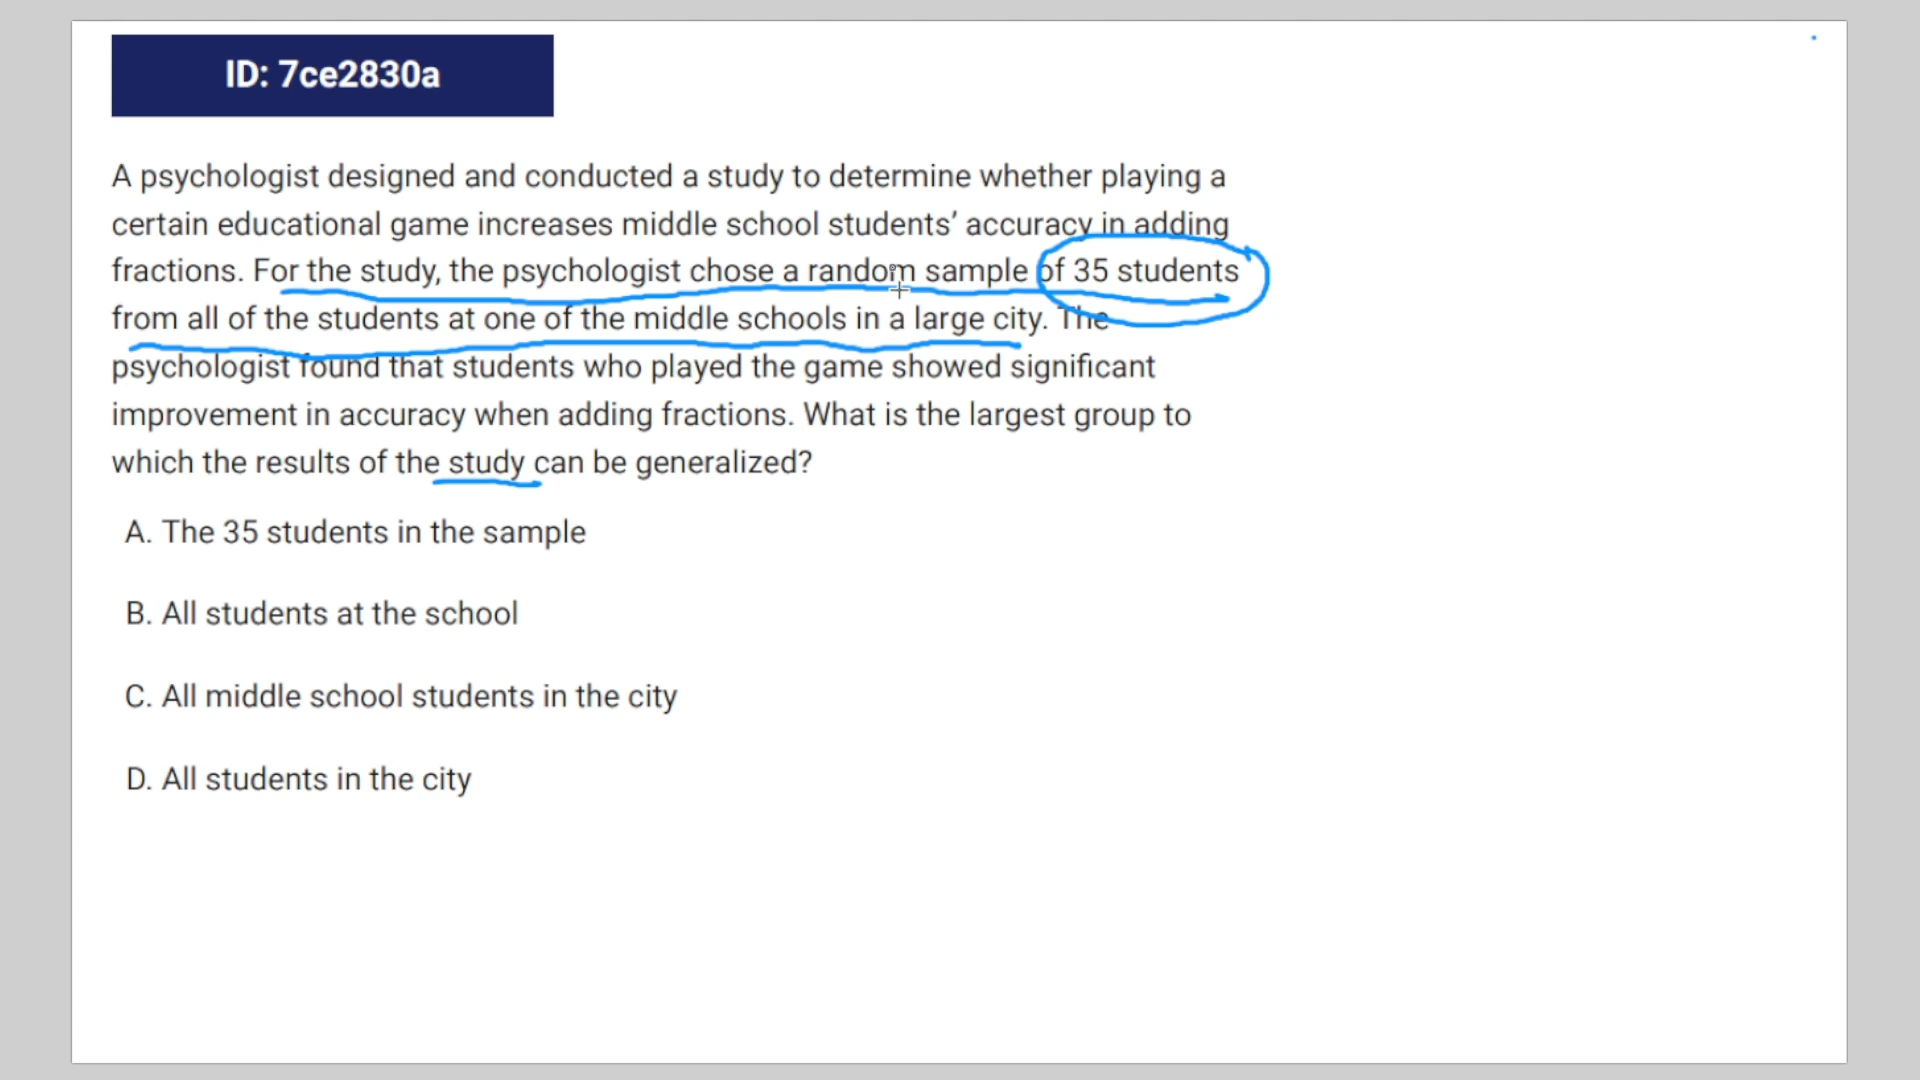 ID: 7ce2830a
A psychologist designed and conducted a study to determine whether playing a
certain educational game increases middle school students’ accuracy in adding
fractions. For the study, the psychologist chose a random sample of 35 students
from all of the students at one of the middle schools in a large city. The
psychologist found that students who played the game showed significant
improvement in accuracy when adding fractions. What is the largest group to
which the results of the study can be generalized?
A. The 35 students in the sample
B. All students at the school
C. All middle school students in the city
D. All students in the city